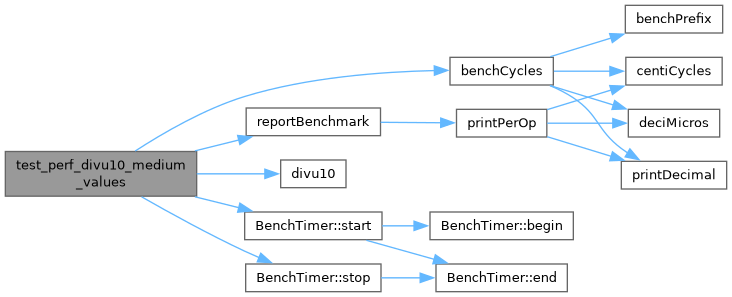 test_perf_divu10_medium
_values
benchCycles
reportBenchmark
divu10
BenchTimer::start
BenchTimer::stop
printPerOp
BenchTimer::begin
BenchTimer::end
benchPrefix
centiCycles
deciMicros
printDecimal